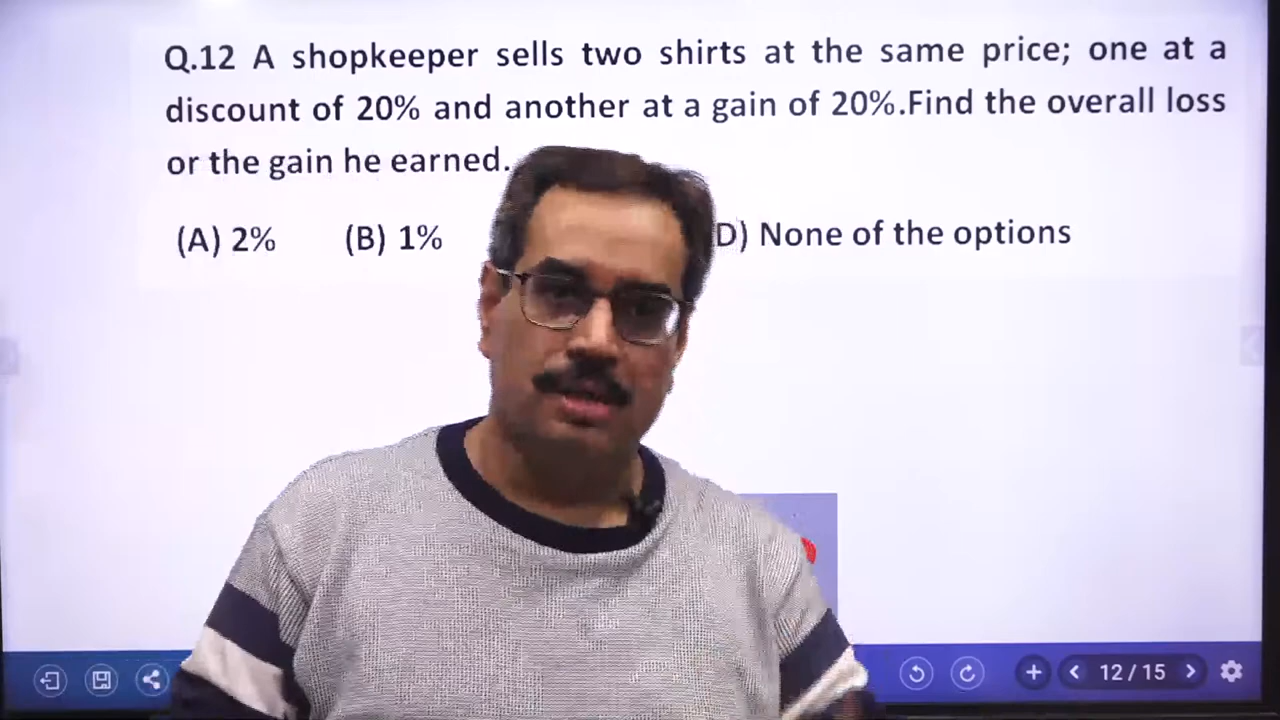 Q.12 A shopkeeper sells two shirts at the same price; one at a
discount of 20% and another at a gain of 20%.Find the overall loss
or the gain he earned.
(A) 2% (B) 1% D) None of the options
12 / 15